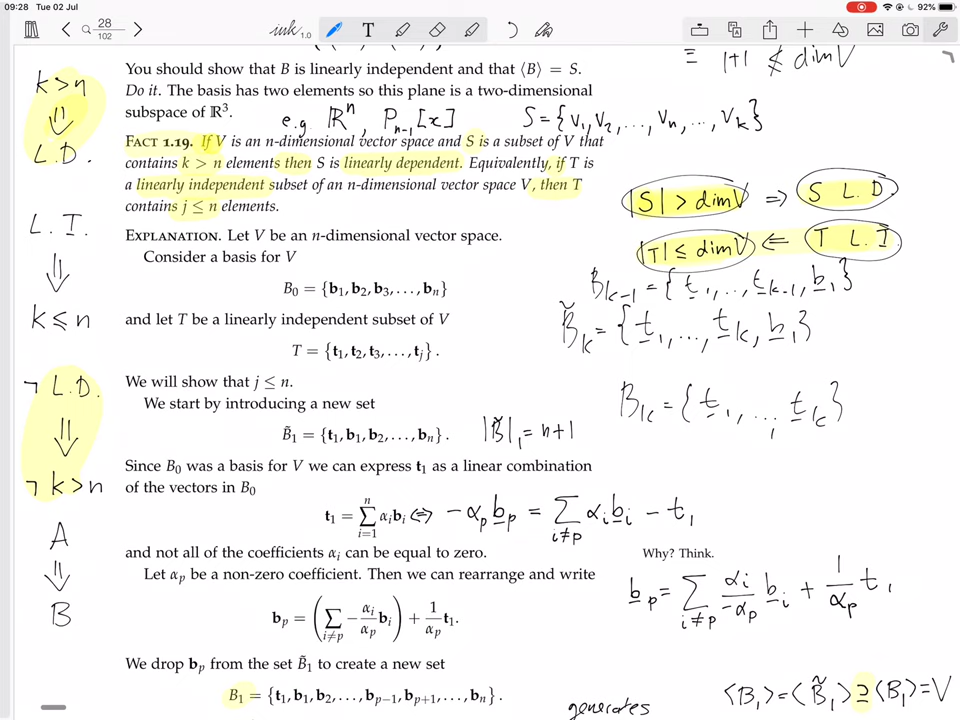 09:28 Tue 02 Jul
92%
28
102
ink 1.0
T
≡ |+| ≰ dim V
You should show that B is linearly independent and that ⟨B⟩ = S.
Do it. The basis has two elements so this plane is a two-dimensional
subspace of ℝ³.
e.g. ℝⁿ, Pₙ₋₁[x]
S = {v₁, v₂, ..., vₙ, ..., vₖ}
k > n
⇓
L.D.
FACT 1.19. If V is an n-dimensional vector space and S is a subset of V that
contains k > n elements then S is linearly dependent. Equivalently, if T is
a linearly independent subset of an n-dimensional vector space V, then T
contains j ≤ n elements.
|S| > dim V ⇒ S L.D.
|T| ≤ dim V ⇐ T L.I.
L.I.
⇓
k ≤ n
EXPLANATION. Let V be an n-dimensional vector space.
Consider a basis for V
B₀ = {b₁, b₂, b₃, . . . , bₙ}
Bₖ₋₁ = {t₁, ..., tₖ₋₁, b₁}
B̃ₖ = {t₁, ..., tₖ, b₁}
and let T be a linearly independent subset of V
T = {t₁, t₂, t₃, . . . , tⱼ} .
We will show that j ≤ n.
Bₖ = {t₁, ..., tₖ}
We start by introducing a new set
B̃₁ = {t₁, b₁, b₂, . . . , bₙ} .
|B̃|₁ = n+1
¬ L.D.
⇓
¬ k > n
Since B₀ was a basis for V we can express t₁ as a linear combination
of the vectors in B₀
t₁ = ∑ⁿᵢ₌₁ αᵢbᵢ ⇔ −αₚbₚ = ∑_{i≠p} αᵢbᵢ − t₁
A
⇓
B
and not all of the coefficients αᵢ can be equal to zero.
Why? Think.
Let αₚ be a non-zero coefficient. Then we can rearrange and write
bₚ = ∑_{i≠p} αᵢ/−αₚ bᵢ + 1/αₚ t₁
bₚ = (∑_{i≠p} − αᵢ/αₚ bᵢ) + 1/αₚ t₁.
We drop bₚ from the set B̃₁ to create a new set
B₁ = {t₁, b₁, b₂, . . . , bₚ₋₁, bₚ₊₁, . . . , bₙ} .
generates
⟨B₁⟩ = ⟨B̃₁⟩ ⊇ ⟨B₁⟩ = V